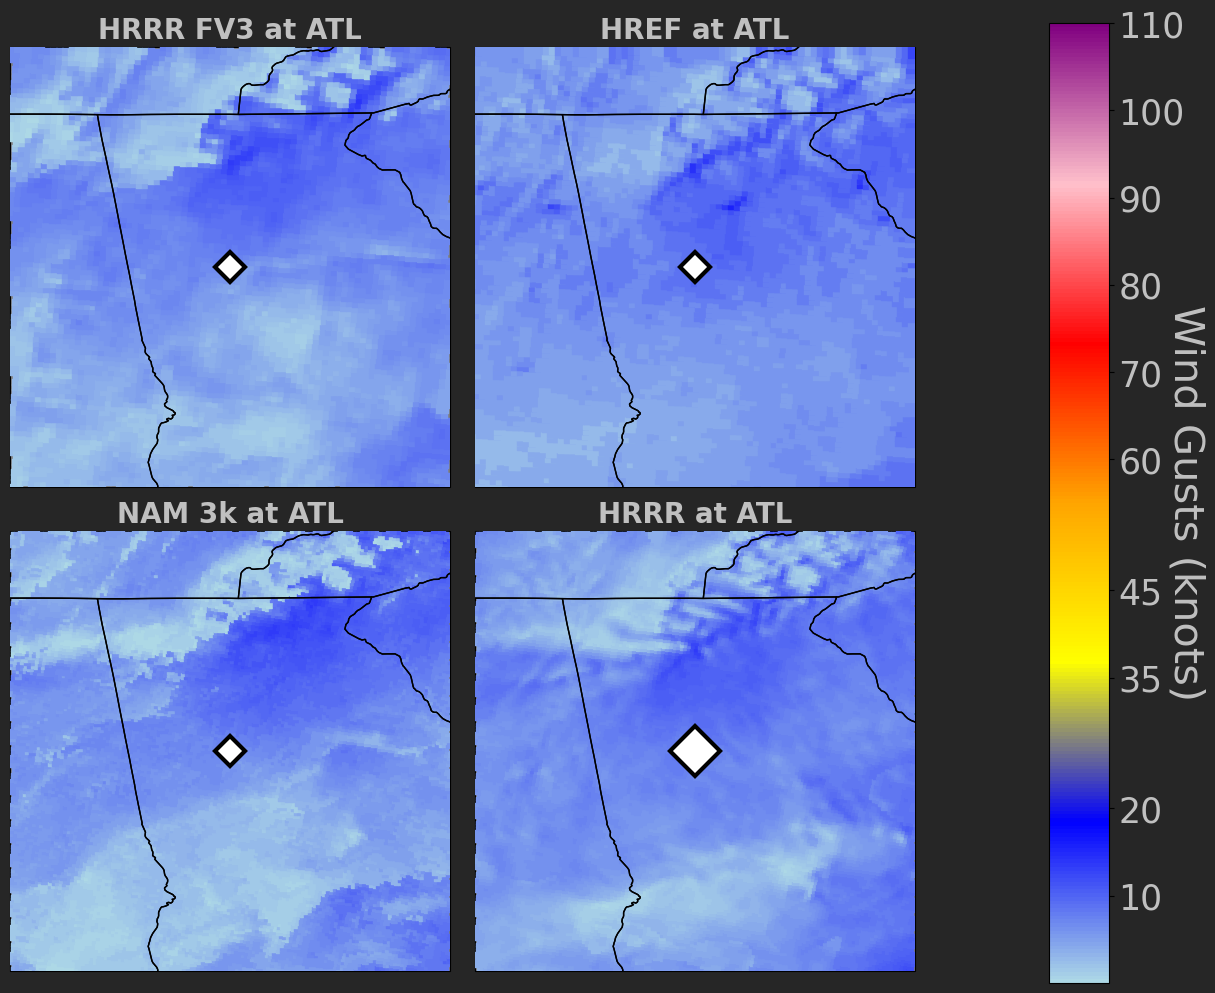 HRRR FV3 at ATL
HREF at ATL
NAM 3k at ATL
HRRR at ATL
110
100
90
80
70
60
45
35
20
10
Wind Gusts (knots)